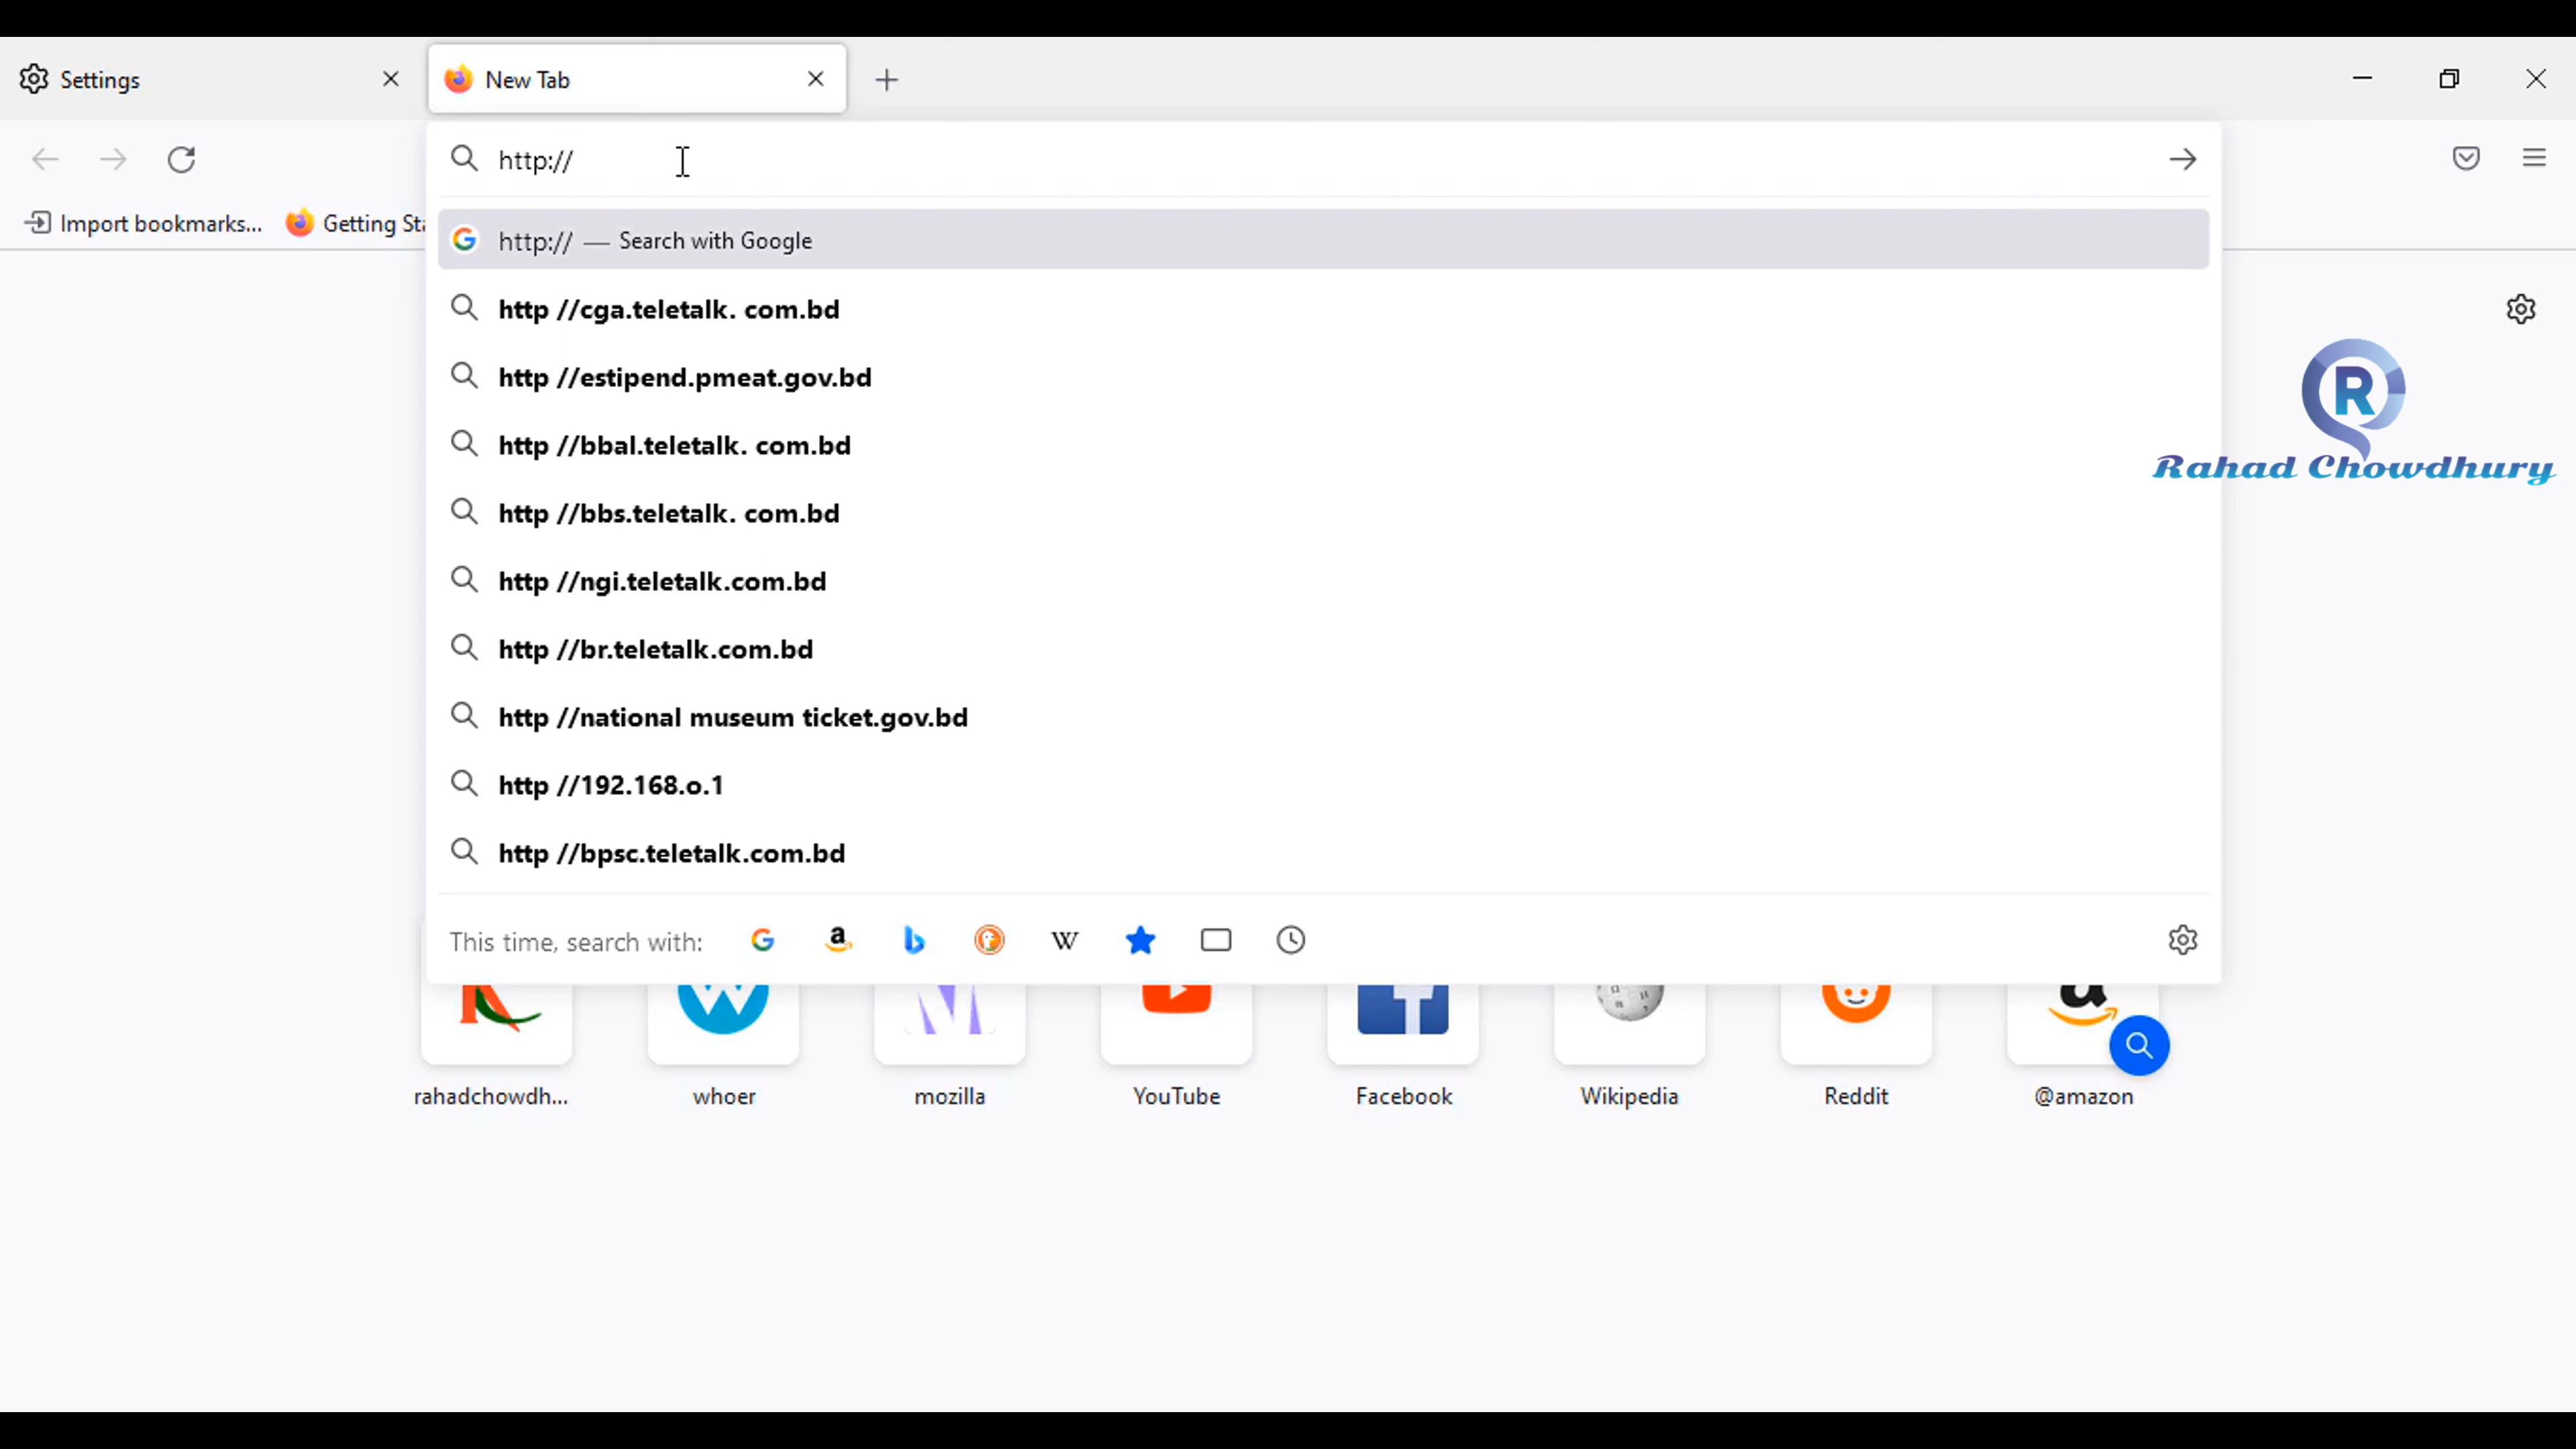 Settings
New Tab
http://
Import bookmarks...
Getting Sta
http:// — Search with Google
http //cga.teletalk. com.bd
http //estipend.pmeat.gov.bd
http //bbal.teletalk. com.bd
http //bbs.teletalk. com.bd
http //ngi.teletalk.com.bd
http //br.teletalk.com.bd
http //national museum ticket.gov.bd
http //192.168.o.1
http //bpsc.teletalk.com.bd
R
Rahad Chowdhury
This time, search with:
rahadchowdh...
whoer
mozilla
YouTube
Facebook
Wikipedia
Reddit
@amazon